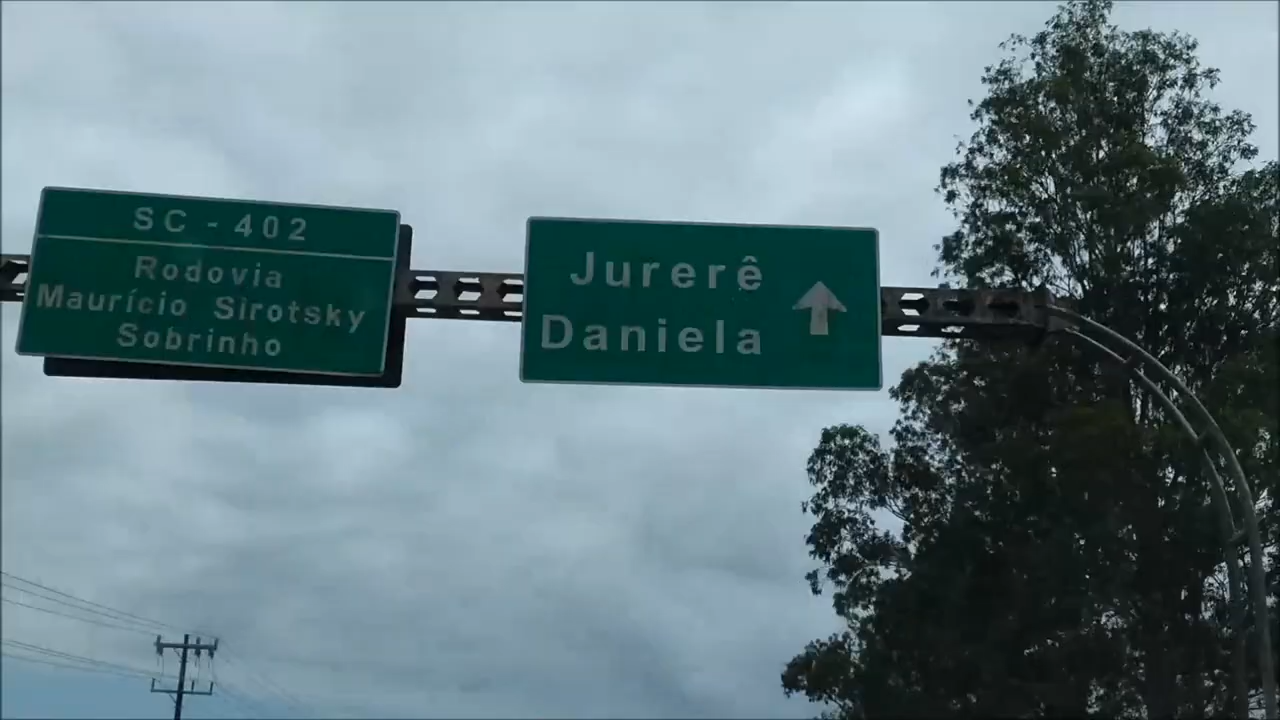 SC - 402
Rodovia
Maurício Sirotsky
Sobrinho
Jurerê
Daniela